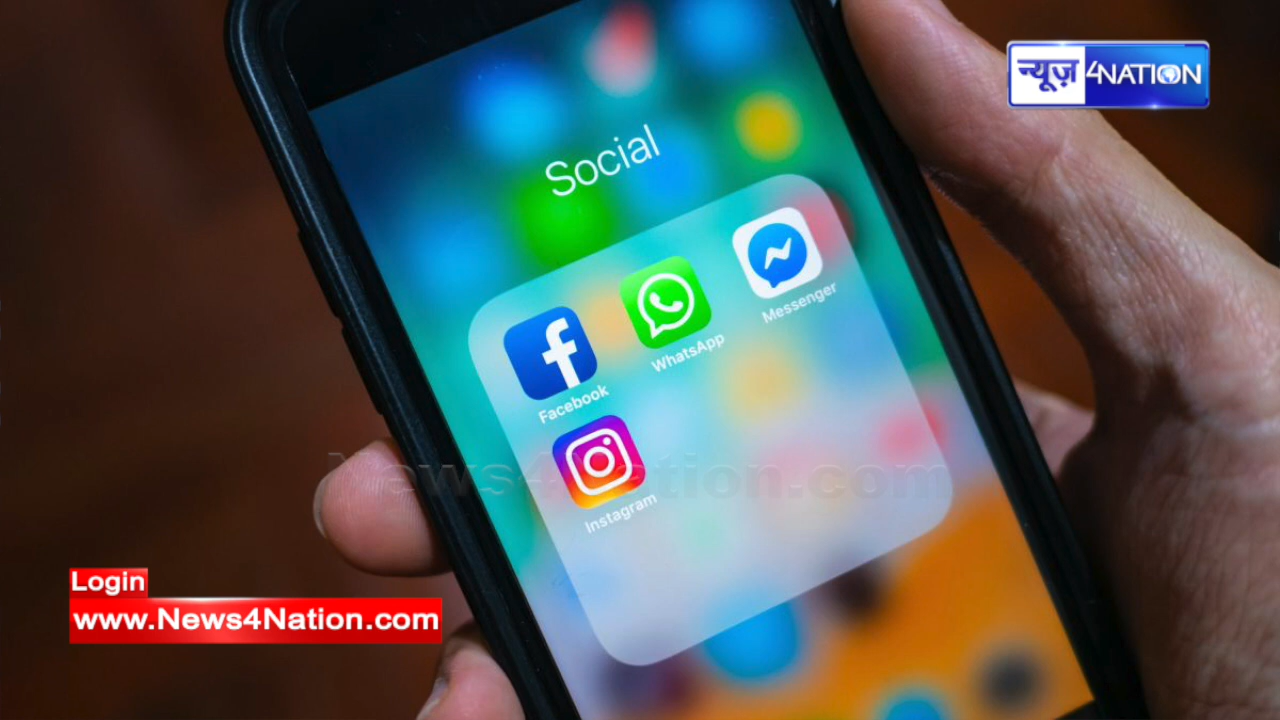 न्यूज़ 4NATION
Social
Facebook
WhatsApp
Messenger
Instagram
News4Nation.com
Login
www.News4Nation.com